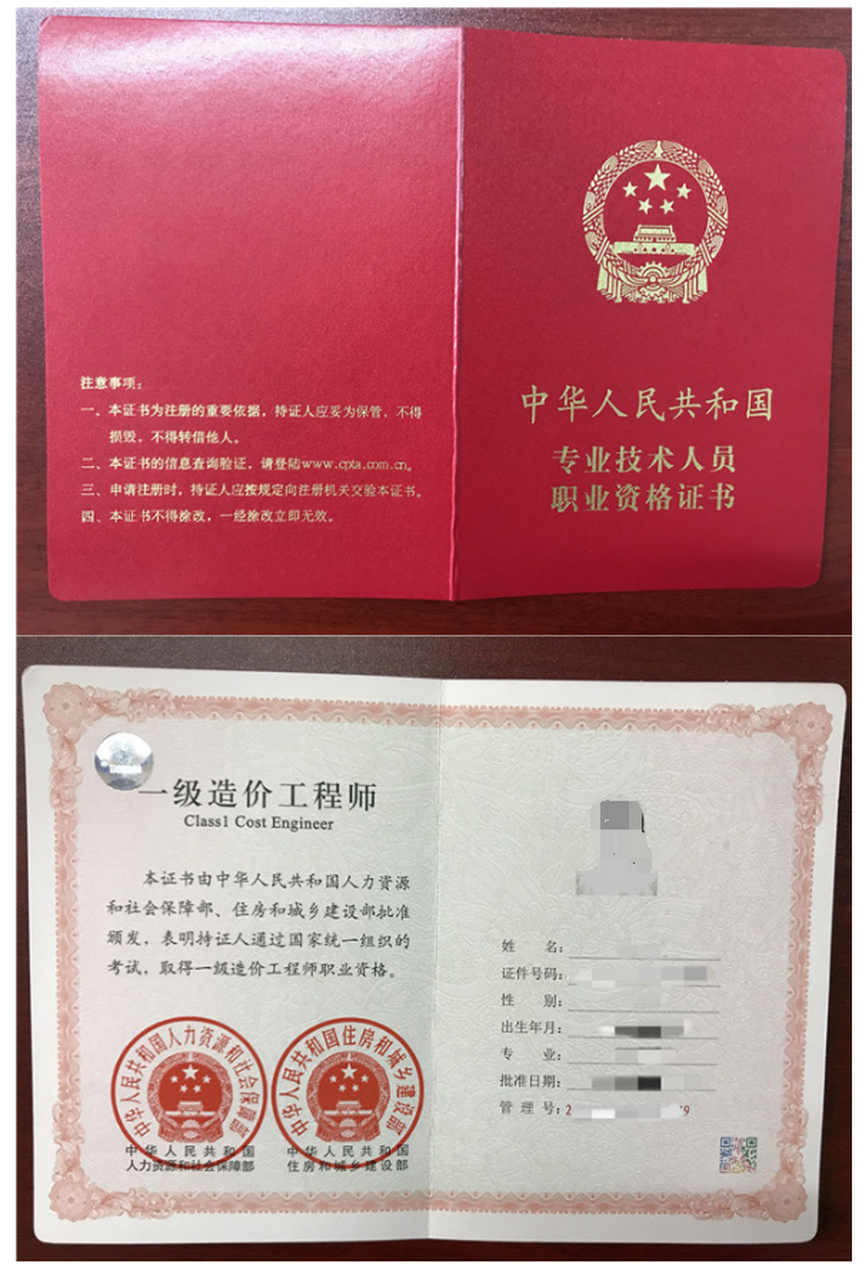 注意事项：
一、本证书为注册的重要依据，持证人应妥为保管，不得
损毁，不得转借他人。
二、本证书的信息查询验证，请登陆www.cpta.com.cn。
三、申请注册时，持证人应按规定向注册机关交验本证书。
四、本证书不得涂改，一经涂改立即无效。
中华人民共和国
专业技术人员
职业资格证书
一级造价工程师
Class1 Cost Engineer
本证书由中华人民共和国人力资源
和社会保障部、住房和城乡建设部批准
颁发，表明持证人通过国家统一组织的
考试，取得一级造价工程师职业资格。
中华人民共和国人力资源和社会保障部
中华人民共和国
人力资源和社会保障部
中华人民共和国住房和城乡建设部
中华人民共和国
住房和城乡建设部
姓 名：
证件号码：
性 别：
出生年月：
专 业：
批准日期：
管 理 号：2 9